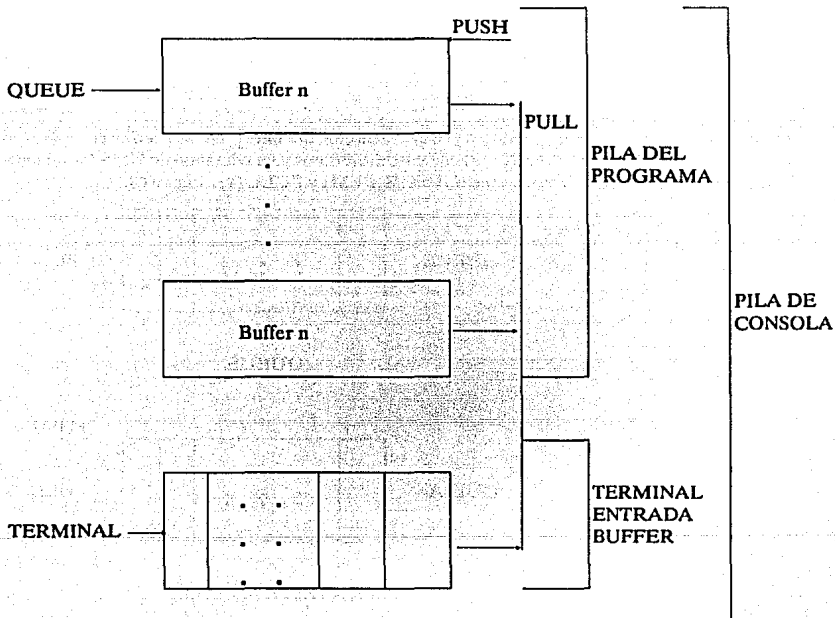 PUSH
QUEUE
Buffer n
PULL
PILA DEL
PROGRAMA
Buffer n
PILA DE
CONSOLA
TERMINAL
TERMINAL
ENTRADA
BUFFER